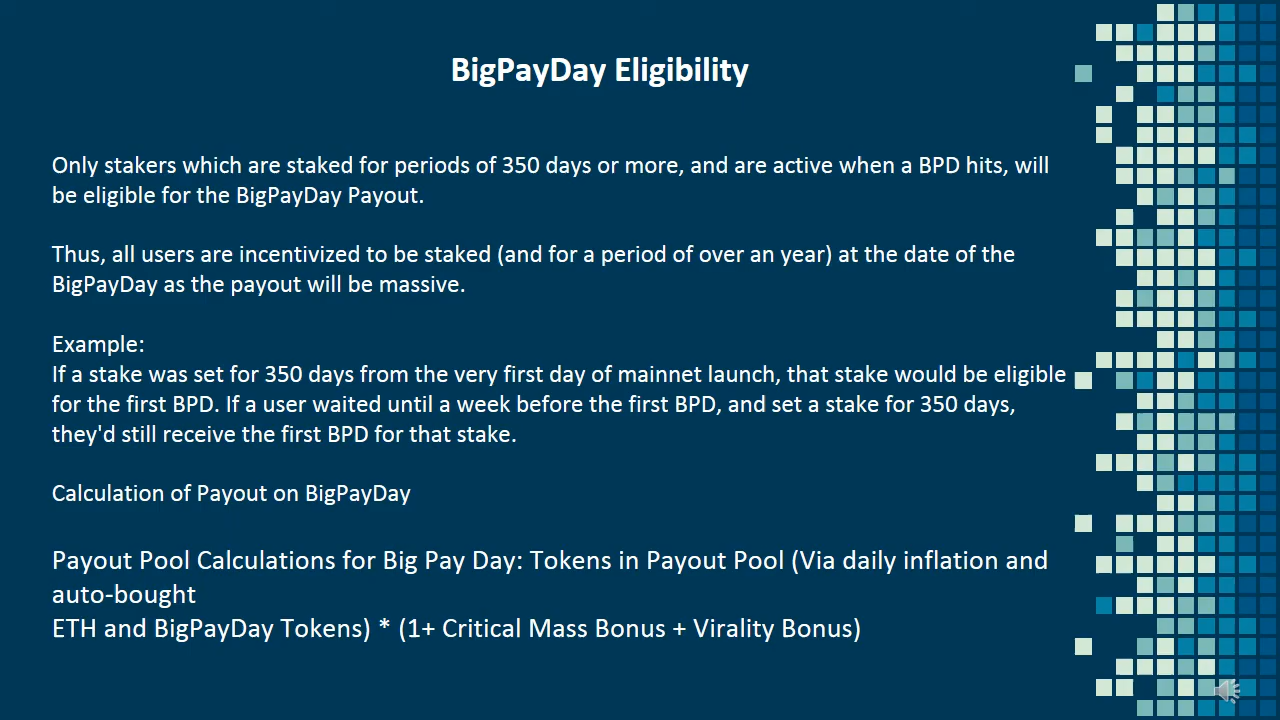 BigPayDay Eligibility
Only stakers which are staked for periods of 350 days or more, and are active when a BPD hits, will
be eligible for the BigPayDay Payout.
Thus, all users are incentivized to be staked (and for a period of over an year) at the date of the
BigPayDay as the payout will be massive.
Example:
If a stake was set for 350 days from the very first day of mainnet launch, that stake would be eligible
for the first BPD. If a user waited until a week before the first BPD, and set a stake for 350 days,
they'd still receive the first BPD for that stake.
Calculation of Payout on BigPayDay
Payout Pool Calculations for Big Pay Day: Tokens in Payout Pool (Via daily inflation and
auto-bought
ETH and BigPayDay Tokens) * (1+ Critical Mass Bonus + Virality Bonus)